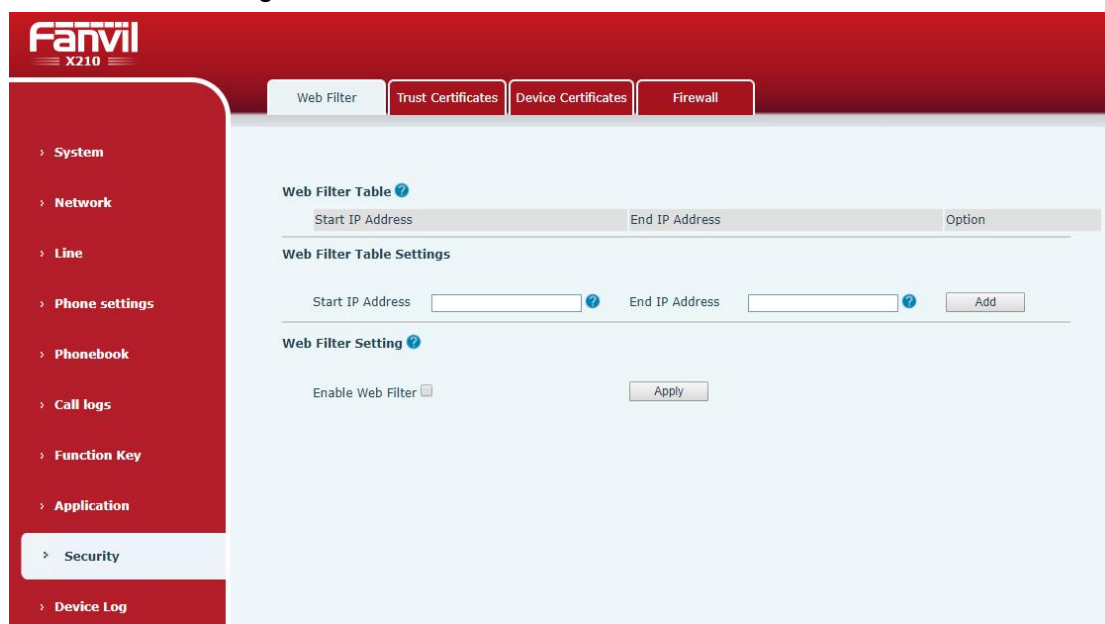 Fanvil
X210
Web Filter Trust Certificates Device Certificates Firewall
› System
› Network
› Line
› Phone settings
› Phonebook
› Call logs
› Function Key
› Application
› Security
› Device Log
Web Filter Table ?
Start IP Address End IP Address Option
Web Filter Table Settings
Start IP Address ? End IP Address ? Add
Web Filter Setting ?
Enable Web Filter Apply